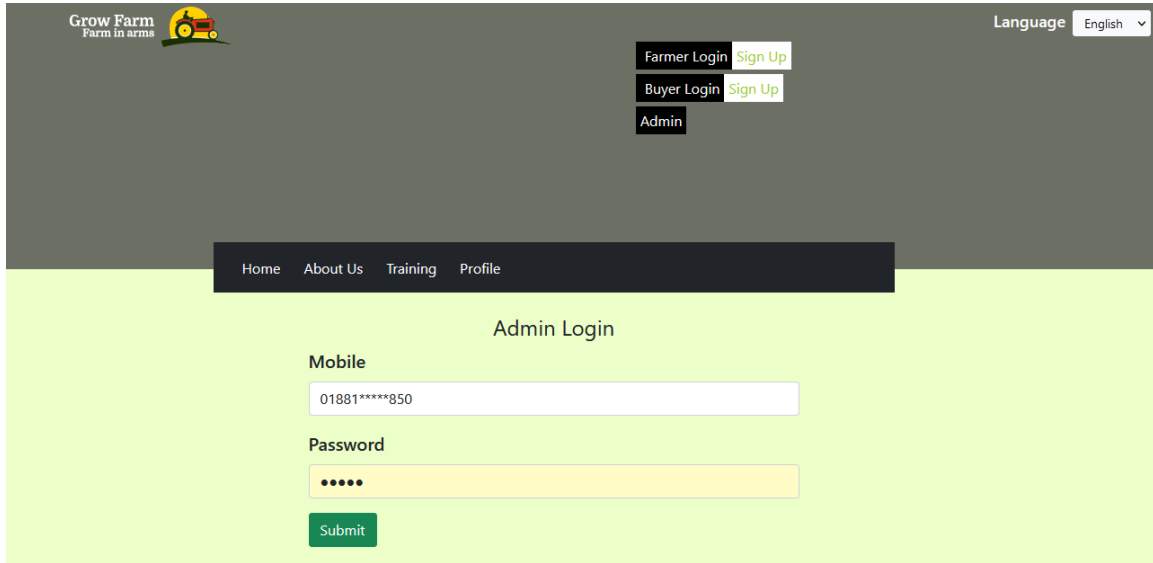 Grow Farm
Farm in arms
Language English
Farmer Login Sign Up
Buyer Login Sign Up
Admin
Home About Us Training Profile
Admin Login
Mobile
01881*****850
Password
•••••
Submit